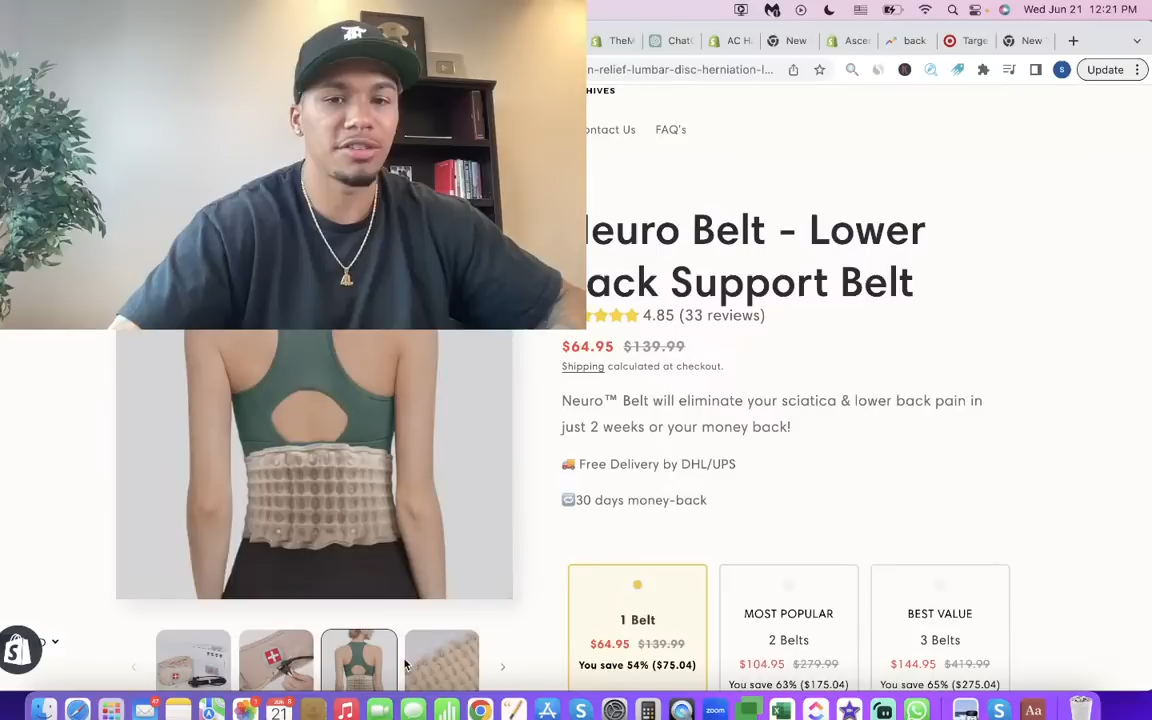 Wed Jun 21 12:21 PM
TheM
Chat
AC H
New
Asce
back
Targe
New
n-relief-lumbar-disc-herniation-l...
Update
HIVES
ontact Us FAQ's
euro Belt - Lower
ack Support Belt
4.85 (33 reviews)
$64.95 $139.99
Shipping calculated at checkout.
Neuro™ Belt will eliminate your sciatica & lower back pain in
just 2 weeks or your money back!
🚚 Free Delivery by DHL/UPS
30 days money-back
1 Belt
$64.95 $139.99
You save 54% ($75.04)
MOST POPULAR
2 Belts
$104.95 $279.99
You save 63% ($175.04)
BEST VALUE
3 Belts
$144.95 $419.99
You save 65% ($275.04)
21
zoom
Aa